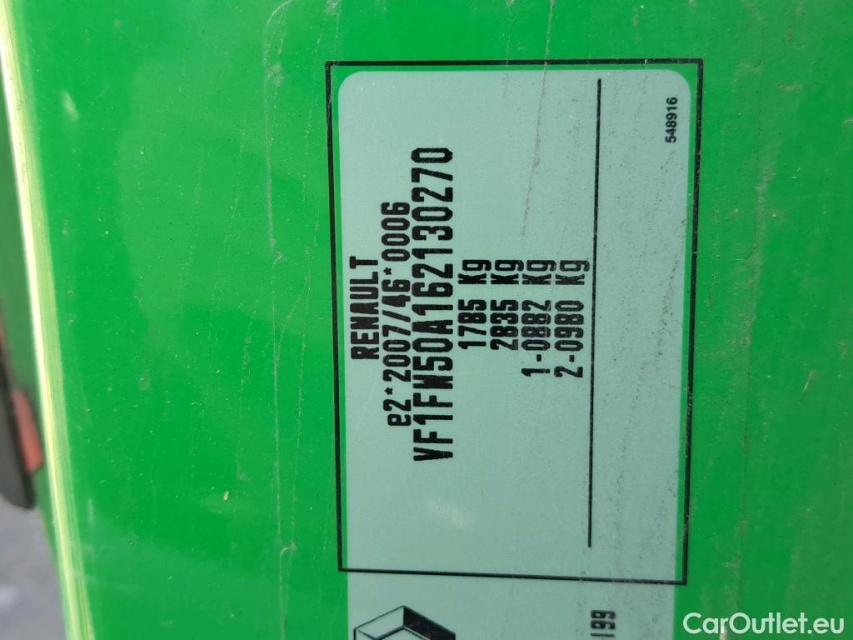 RENAULT
e2*2007/46*0006
VF1FW50A162130270
1785 Kg
2835 Kg
1-0882 Kg
2-0980 Kg
548916
199
CarOutlet.eu